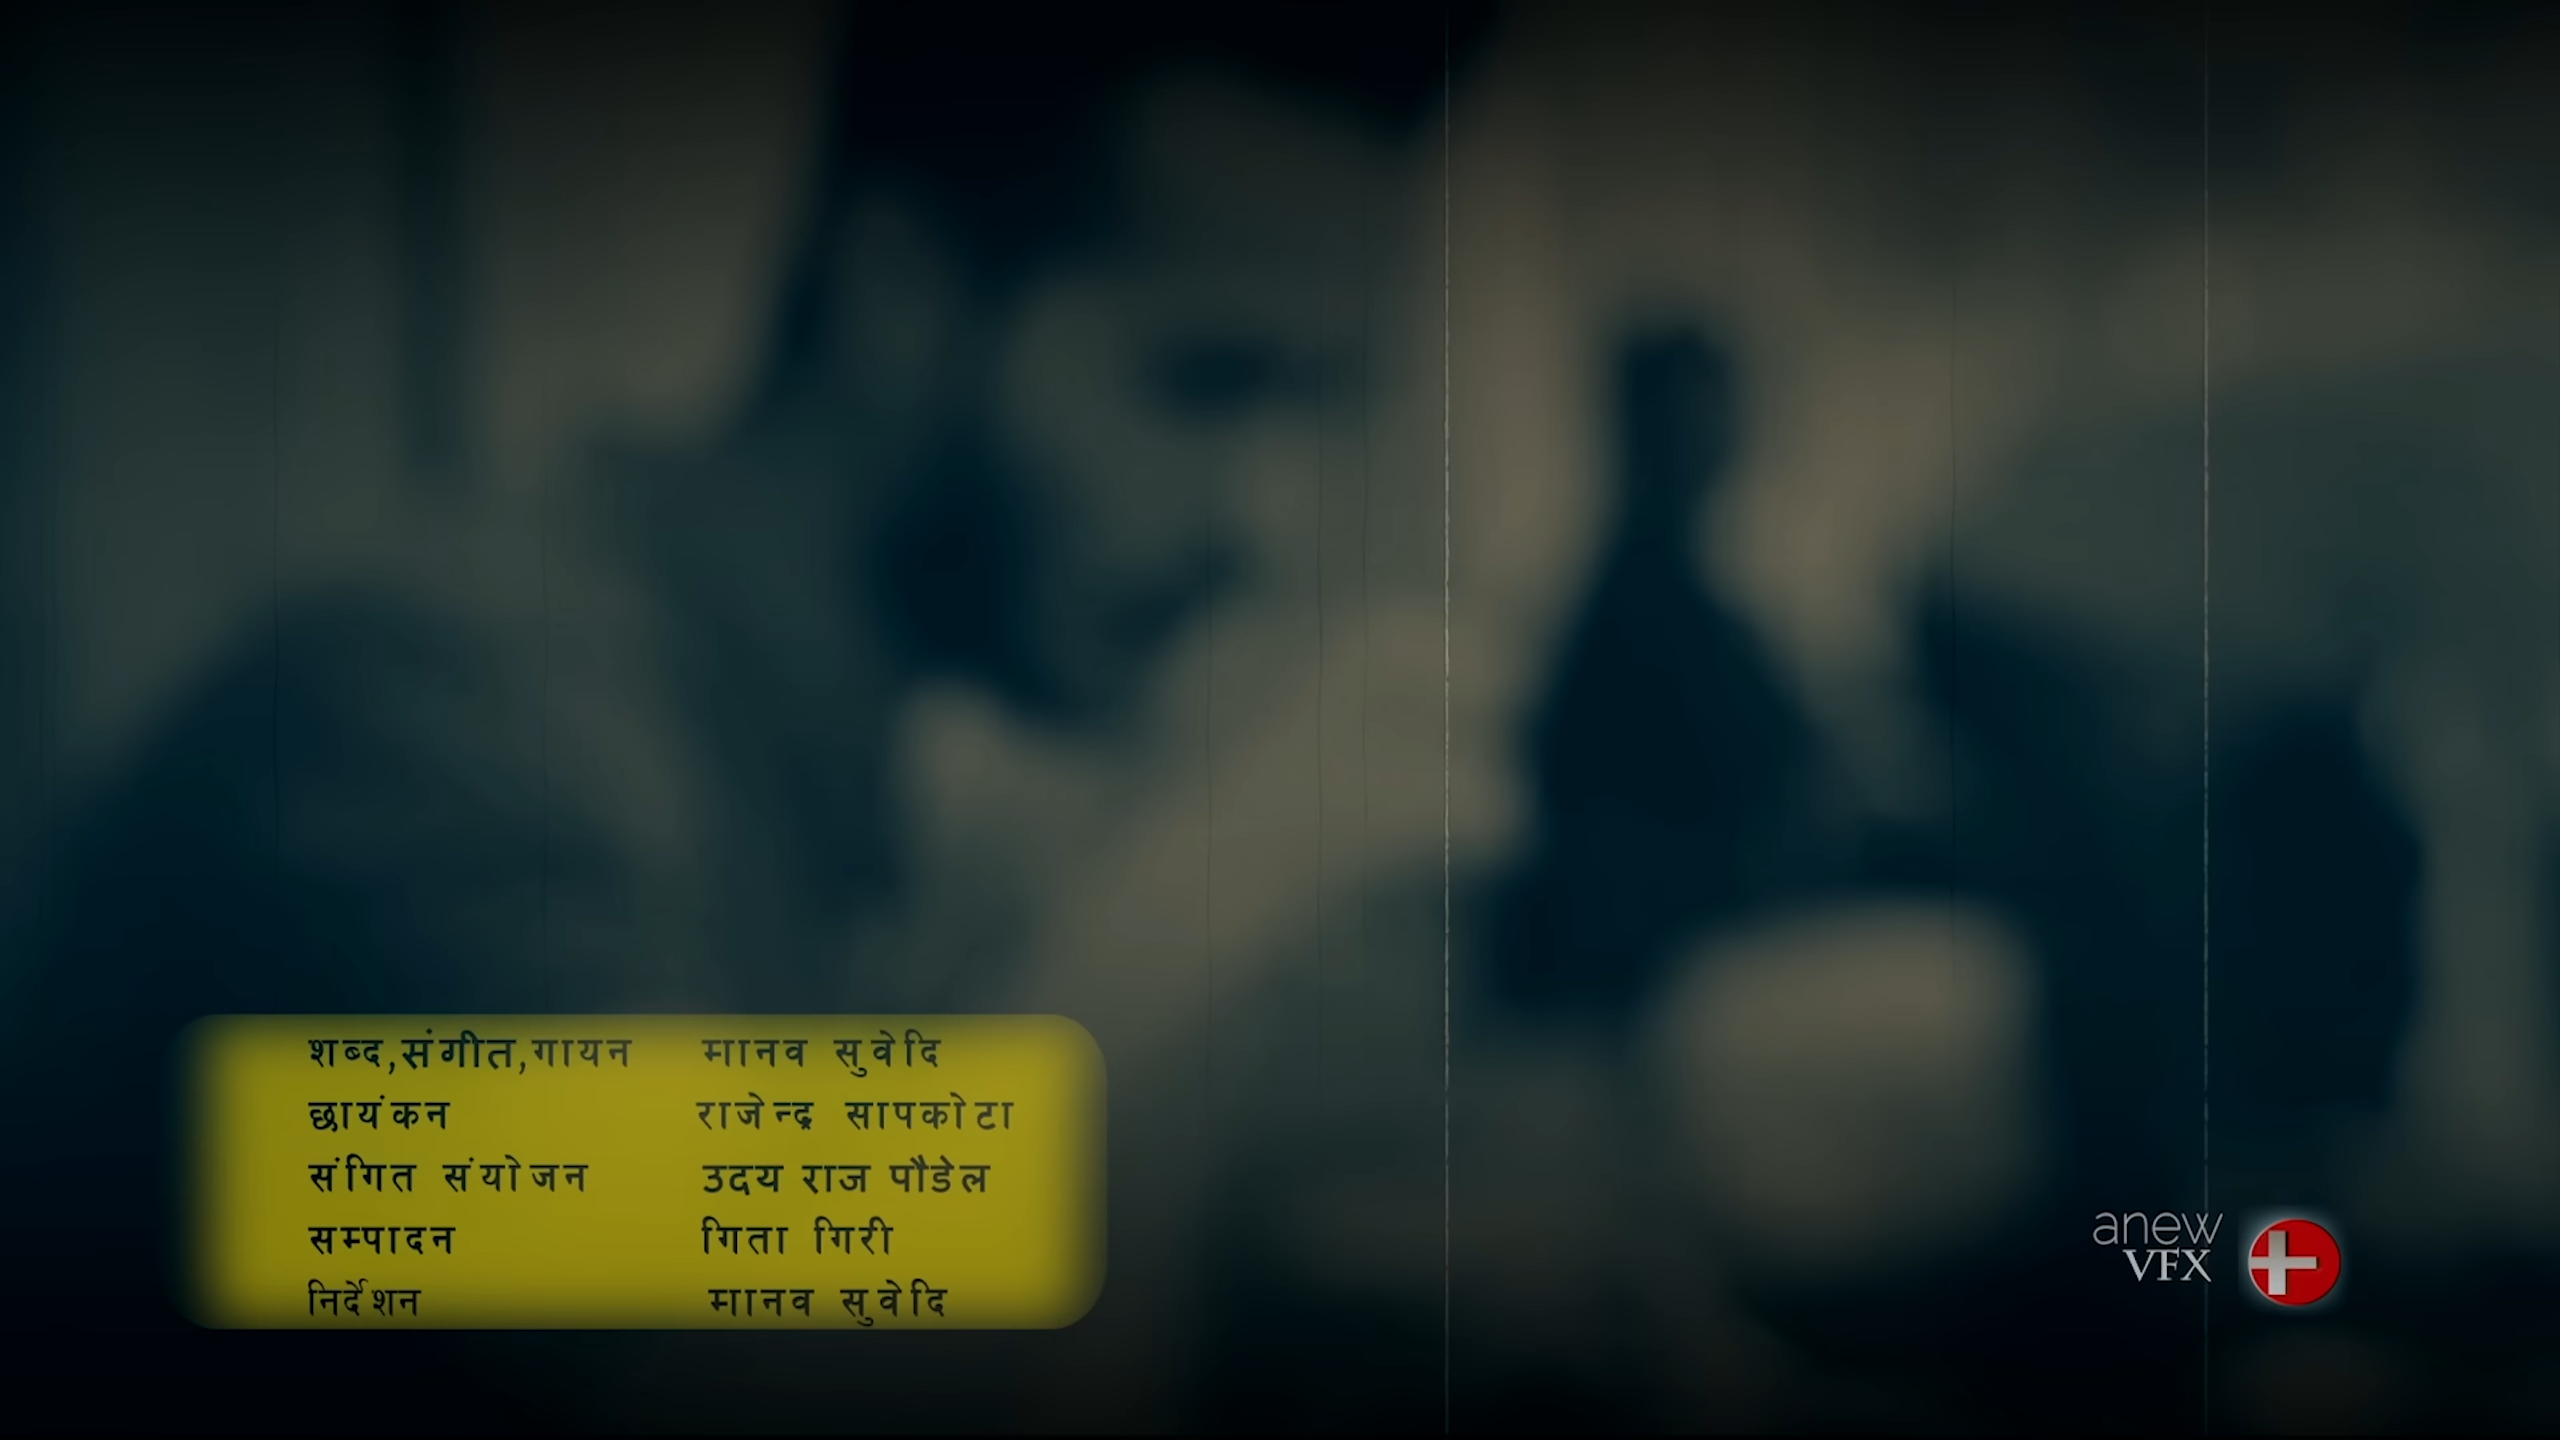 शब्द,संगीत,गायन मानव सुवेदि
छायंकन राजेन्द्र सापकोटा
संगित संयोजन उदय राज पौडेल
सम्पादन गिता गिरी
निर्देशन मानव सुवेदि
anew
VFX